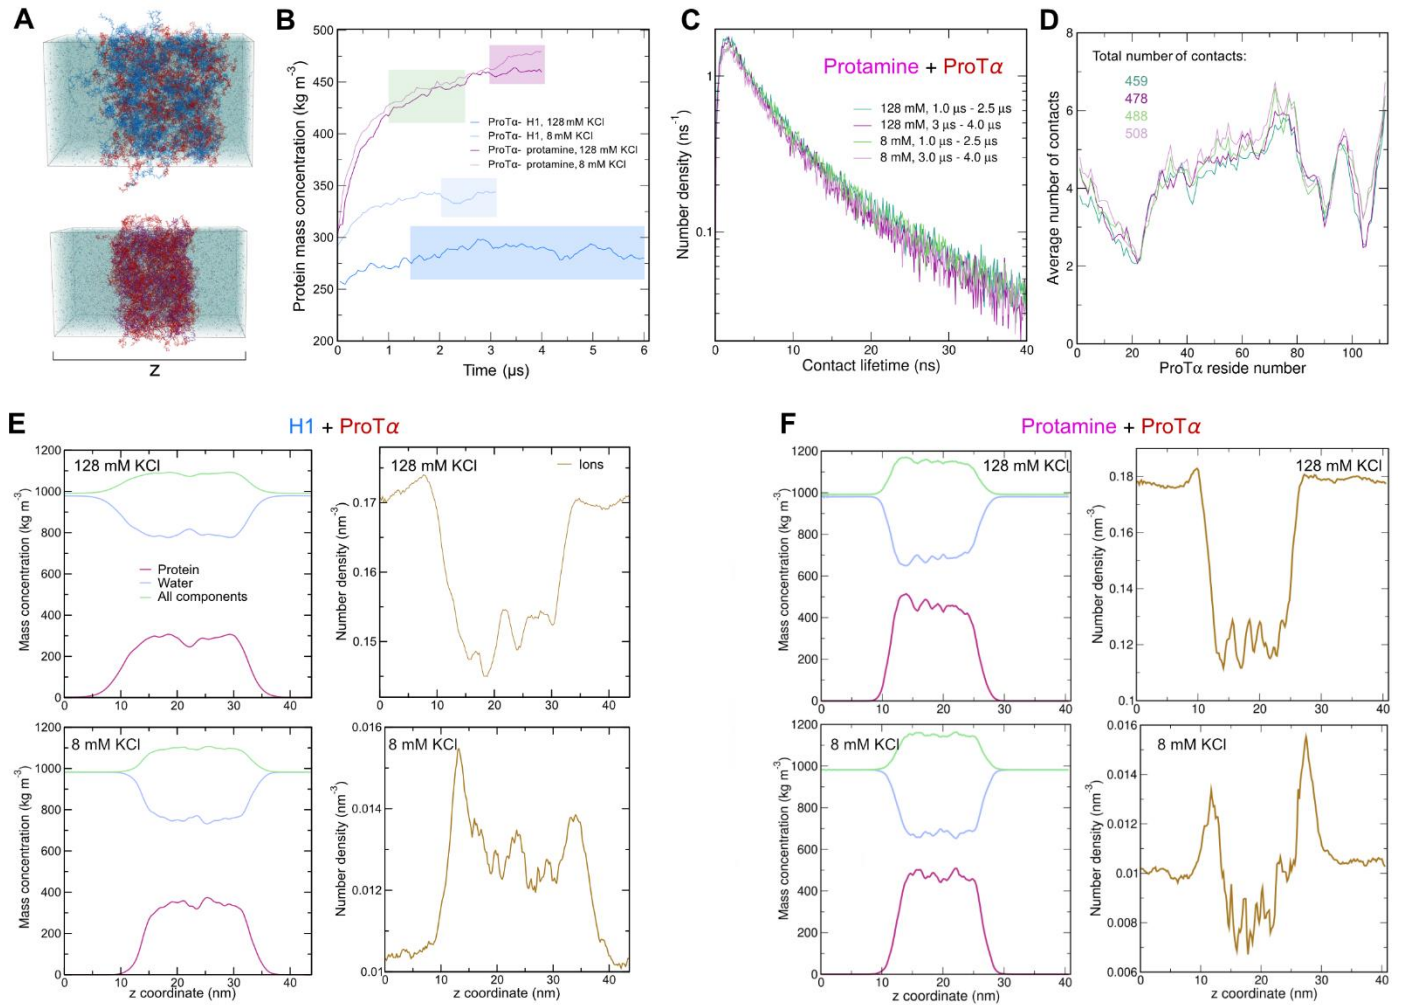 A
z
B
Protein mass concentration (kg m-3)
500
450
400
350
300
250
200
ProTα- H1, 128 mM KCl
ProTα- H1, 8 mM KCl
ProTα- protamine, 128 mM KCl
ProTα- protamine, 8 mM KCl
0 1 2 3 4 5 6
Time (µs)
C
Number density (ns-1)
1
0.1
Protamine + ProTα
128 mM, 1.0 µs - 2.5 µs
128 mM, 3 µs - 4.0 µs
8 mM, 1.0 µs - 2.5 µs
8 mM, 3.0 µs - 4.0 µs
0 10 20 30 40
Contact lifetime (ns)
D
Average number of contacts
8
6
4
2
0
Total number of contacts:
459
478
488
508
0 20 40 60 80 100
ProTα reside number
E
H1 + ProTα
128 mM KCl
Mass concentration (kg m-3)
1200
1000
800
600
400
200
0
Protein
Water
All components
0 10 20 30 40
128 mM KCl
Ions
Number density (nm-3)
0.17
0.16
0.15
0 10 20 30 40
8 mM KCl
Mass concentration (kg m-3)
1200
1000
800
600
400
200
0
0 10 20 30 40
z coordinate (nm)
8 mM KCl
Number density (nm-3)
0.016
0.014
0.012
0.01
0 10 20 30 40
z coordinate (nm)
F
Protamine + ProTα
128 mM KCl
Mass concentration (kg m-3)
1200
1000
800
600
400
200
0
0 10 20 30 40
128 mM KCl
Number density (nm-3)
0.18
0.16
0.14
0.12
0.1
0 10 20 30 40
8 mM KCl
Mass concentration (kg m-3)
1200
1000
800
600
400
200
0
0 10 20 30 40
z coordinate (nm)
8 mM KCl
Number density (nm-3)
0.016
0.014
0.012
0.01
0.008
0.006
0 10 20 30 40
z coordinate (nm)